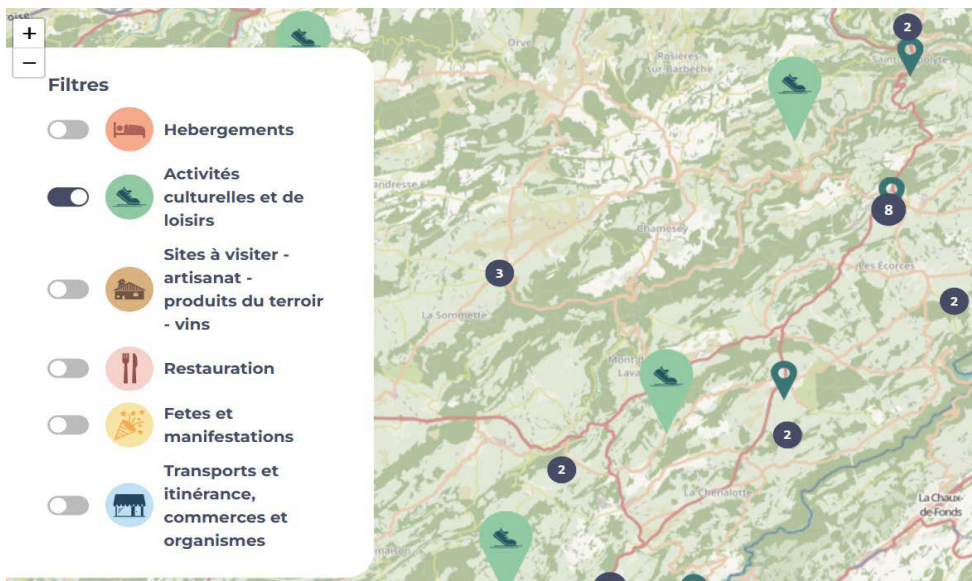 +
−
Filtres
Hebergements
Activités
culturelles et de
loisirs
Sites à visiter -
artisanat -
produits du terroir
- vins
Restauration
Fetes et
manifestations
Transports et
itinérance,
commerces et
organismes
Orve
Rosières-
sur-Barbèche
2
Chamesey
8
3
Les Écorces
2
La Sommette
2
2
La Chenalotte
La Chaux-
de-Fonds